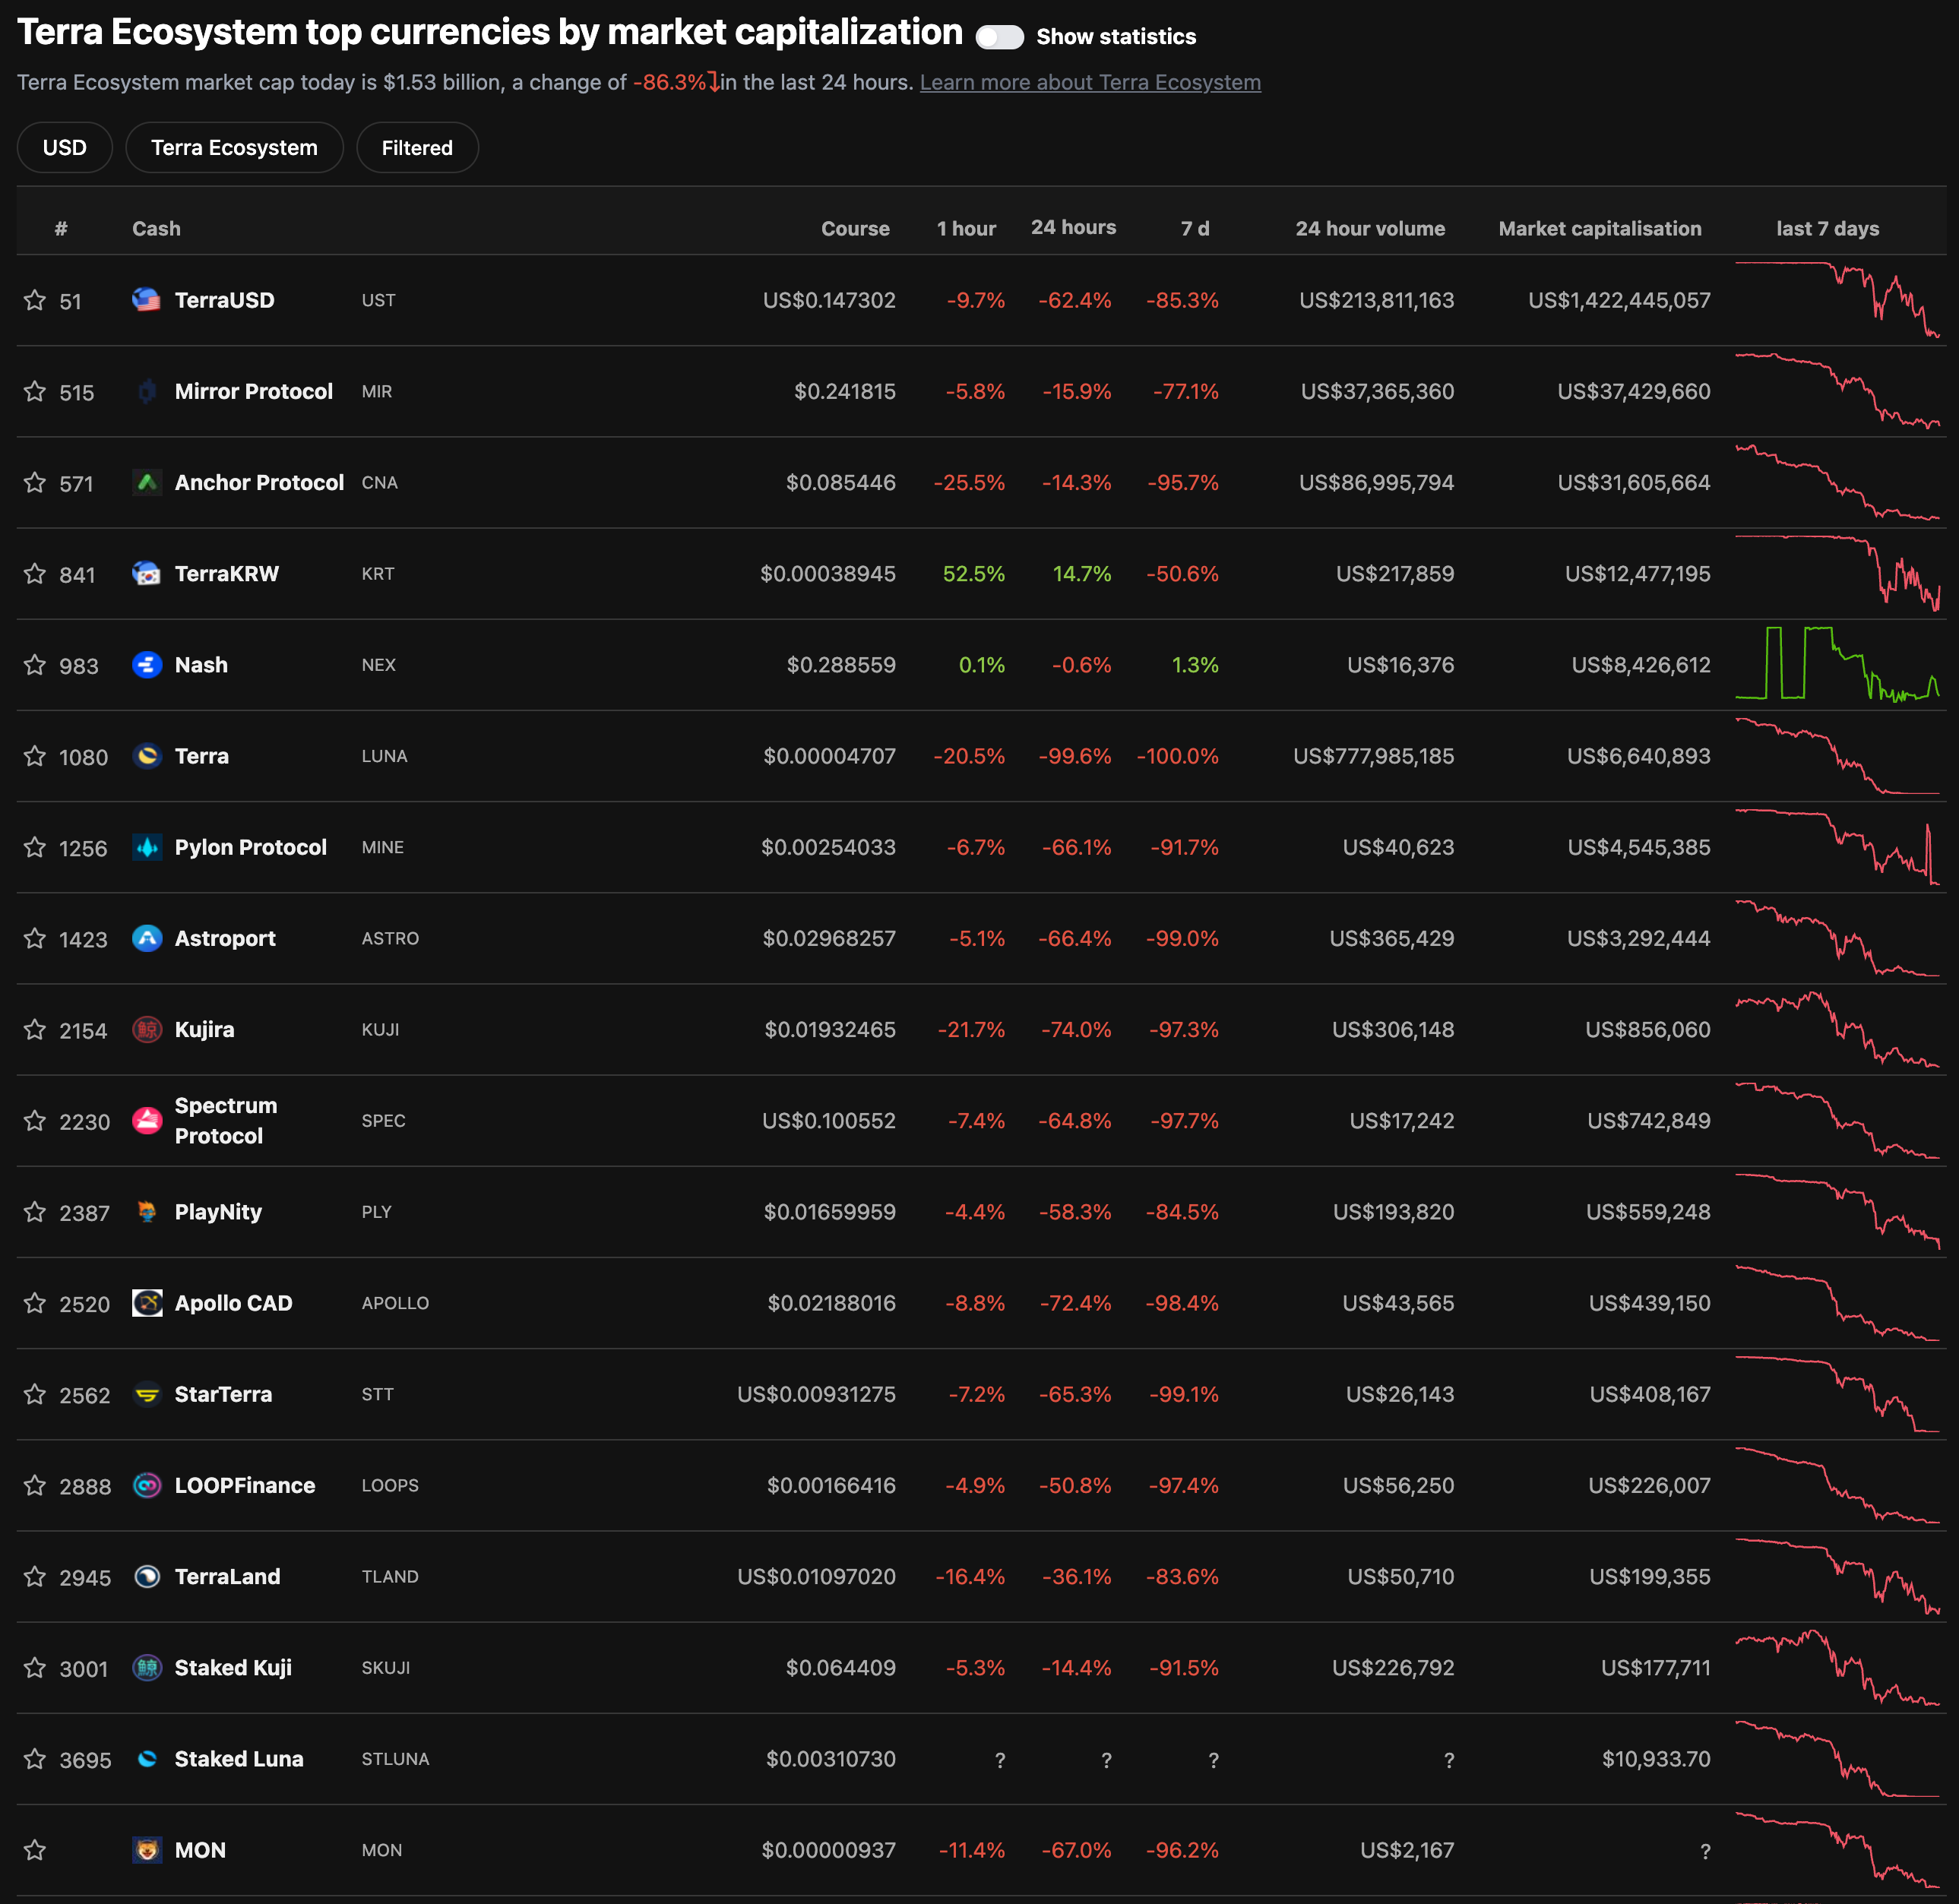 Terra Ecosystem top currencies by market capitalization Show statistics
Terra Ecosystem market cap today is $1.53 billion, a change of -86.3% in the last 24 hours. Learn more about Terra Ecosystem
USD Terra Ecosystem Filtered
# Cash Course 1 hour 24 hours 7 d 24 hour volume Market capitalisation last 7 days
51 TerraUSD UST US$0.147302 -9.7% -62.4% -85.3% US$213,811,163 US$1,422,445,057
515 Mirror Protocol MIR $0.241815 -5.8% -15.9% -77.1% US$37,365,360 US$37,429,660
571 Anchor Protocol CNA $0.085446 -25.5% -14.3% -95.7% US$86,995,794 US$31,605,664
841 TerraKRW KRT $0.00038945 52.5% 14.7% -50.6% US$217,859 US$12,477,195
983 Nash NEX $0.288559 0.1% -0.6% 1.3% US$16,376 US$8,426,612
1080 Terra LUNA $0.00004707 -20.5% -99.6% -100.0% US$777,985,185 US$6,640,893
1256 Pylon Protocol MINE $0.00254033 -6.7% -66.1% -91.7% US$40,623 US$4,545,385
1423 Astroport ASTRO $0.02968257 -5.1% -66.4% -99.0% US$365,429 US$3,292,444
2154 鯨 Kujira KUJI $0.01932465 -21.7% -74.0% -97.3% US$306,148 US$856,060
2230 Spectrum Protocol SPEC US$0.100552 -7.4% -64.8% -97.7% US$17,242 US$742,849
2387 PlayNity PLY $0.01659959 -4.4% -58.3% -84.5% US$193,820 US$559,248
2520 Apollo CAD APOLLO $0.02188016 -8.8% -72.4% -98.4% US$43,565 US$439,150
2562 StarTerra STT US$0.00931275 -7.2% -65.3% -99.1% US$26,143 US$408,167
2888 LOOPFinance LOOPS $0.00166416 -4.9% -50.8% -97.4% US$56,250 US$226,007
2945 TerraLand TLAND US$0.01097020 -16.4% -36.1% -83.6% US$50,710 US$199,355
3001 鯨 Staked Kuji SKUJI $0.064409 -5.3% -14.4% -91.5% US$226,792 US$177,711
3695 Staked Luna STLUNA $0.00310730 ? ? ? ? $10,933.70
MON MON $0.00000937 -11.4% -67.0% -96.2% US$2,167 ?